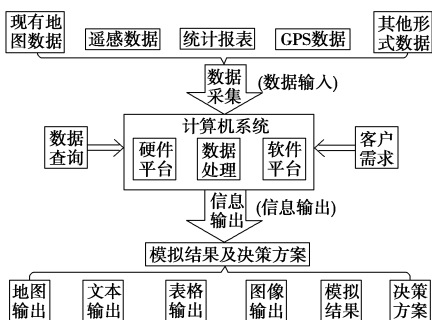 现有地
图数据
遥感数据
统计报表
GPS数据
其他形
式数据
数据
采集
(数据输入)
计算机系统
数据
查询
硬件
平台
数据
处理
软件
平台
客户
需求
信息
输出
(信息输出)
模拟结果及决策方案
地图
输出
文本
输出
表格
输出
图像
输出
模拟
结果
决策
方案